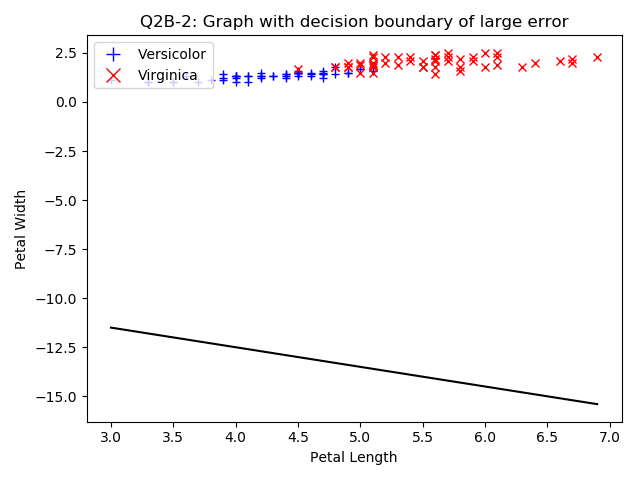 Q2B-2: Graph with decision boundary of large error
Versicolor
Virginica
2.5
0.0
−2.5
−5.0
−7.5
−10.0
−12.5
−15.0
Petal Width
3.0 3.5 4.0 4.5 5.0 5.5 6.0 6.5 7.0
Petal Length